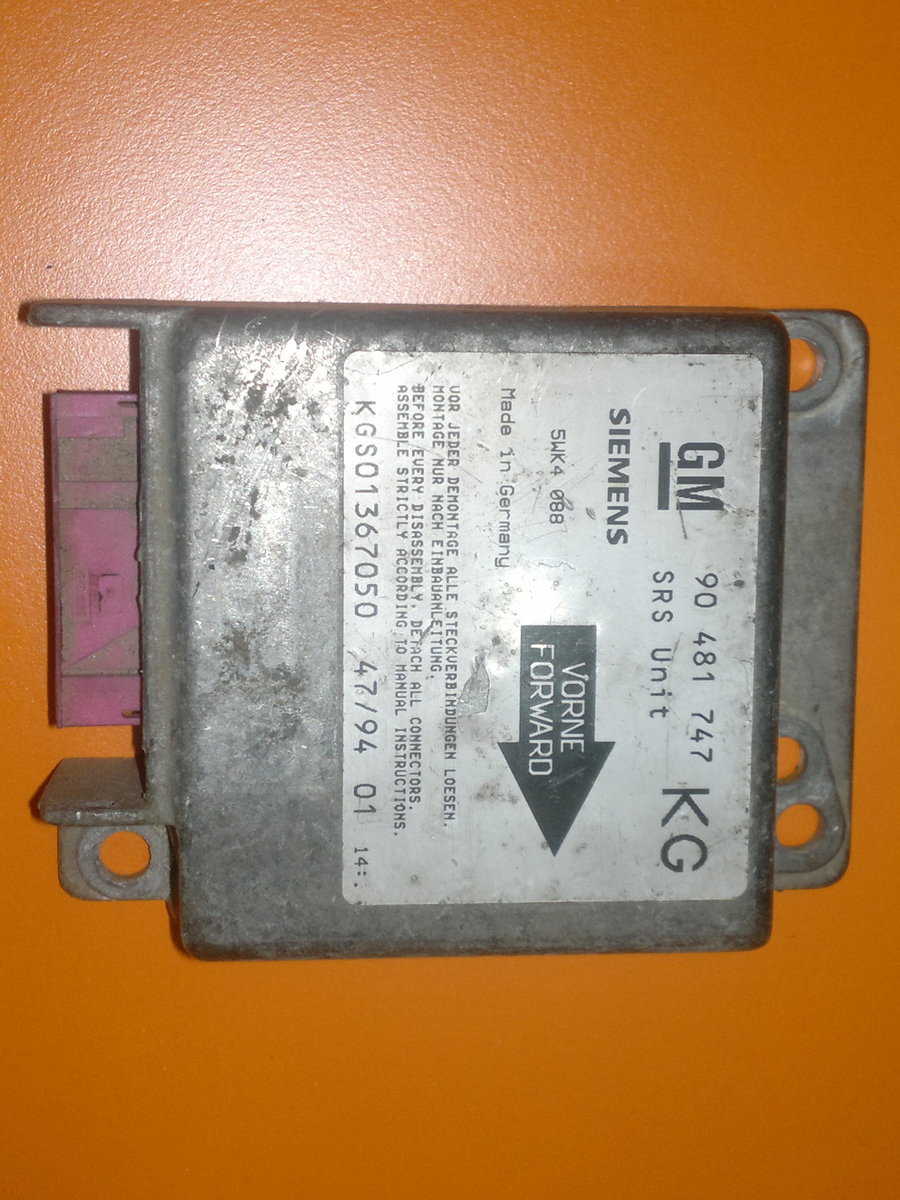 GM 90 481 747 KG
SIEMENS SRS Unit
5WK4 088
VORNE
FORWARD
Made in Germany
VOR JEDER DEMONTAGE ALLE STECKVERBINDUNGEN LOESEN.
MONTAGE NUR NACH EINBAUANLEITUNG.
BEFORE EVERY DISASSEMBLY, DETACH ALL CONNECTORS.
ASSEMBLE STRICTLY ACCORDING TO MANUAL INSTRUCTIONS.
KGS01367050 47/94 01